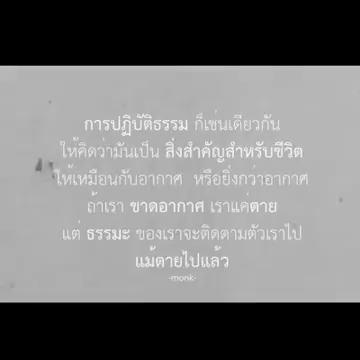 การปฏิบัติธรรม ก็เช่นเดียวกัน
ให้คิดว่ามันเป็น สิ่งสำคัญสำหรับชีวิต
ให้เหมือนกับอากาศ หรือยิ่งกว่าอากาศ
ถ้าเรา ขาดอากาศ เราแค่ตาย
แต่ ธรรมะ ของเราจะติดตามตัวเราไป
แม้ตายไปแล้ว
-monk-